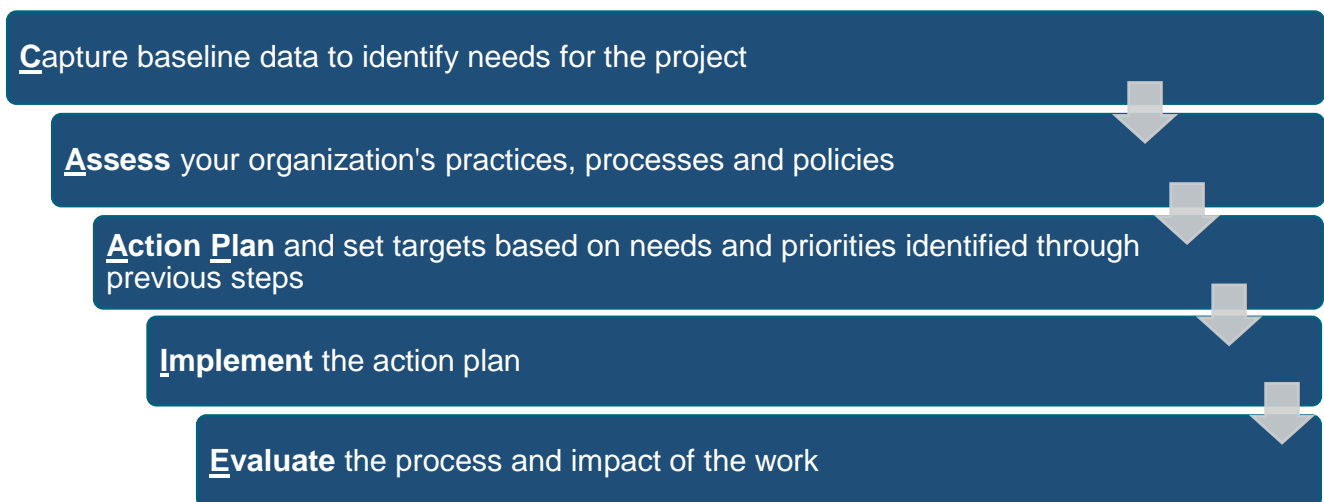 Capture baseline data to identify needs for the project
Assess your organization's practices, processes and policies
Action Plan and set targets based on needs and priorities identified through
previous steps
Implement the action plan
Evaluate the process and impact of the work